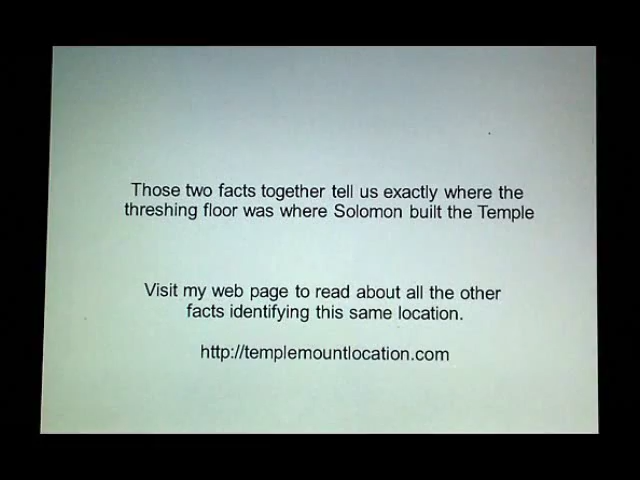 Those two facts together tell us exactly where the
threshing floor was where Solomon built the Temple
Visit my web page to read about all the other
facts identifying this same location.
http://templemountlocation.com